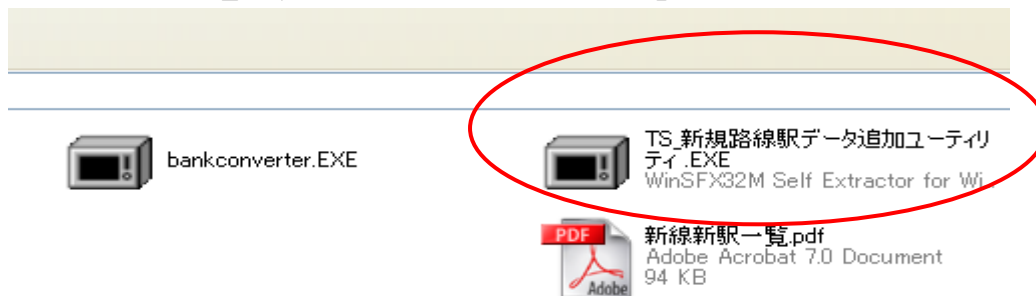 bankconverter.EXE
TS_新規路線駅データ追加ユーティリ
ティ.EXE
WinSFX32M Self Extractor for Wi...
PDF
Adobe
新線新駅一覧.pdf
Adobe Acrobat 7.0 Document
94 KB